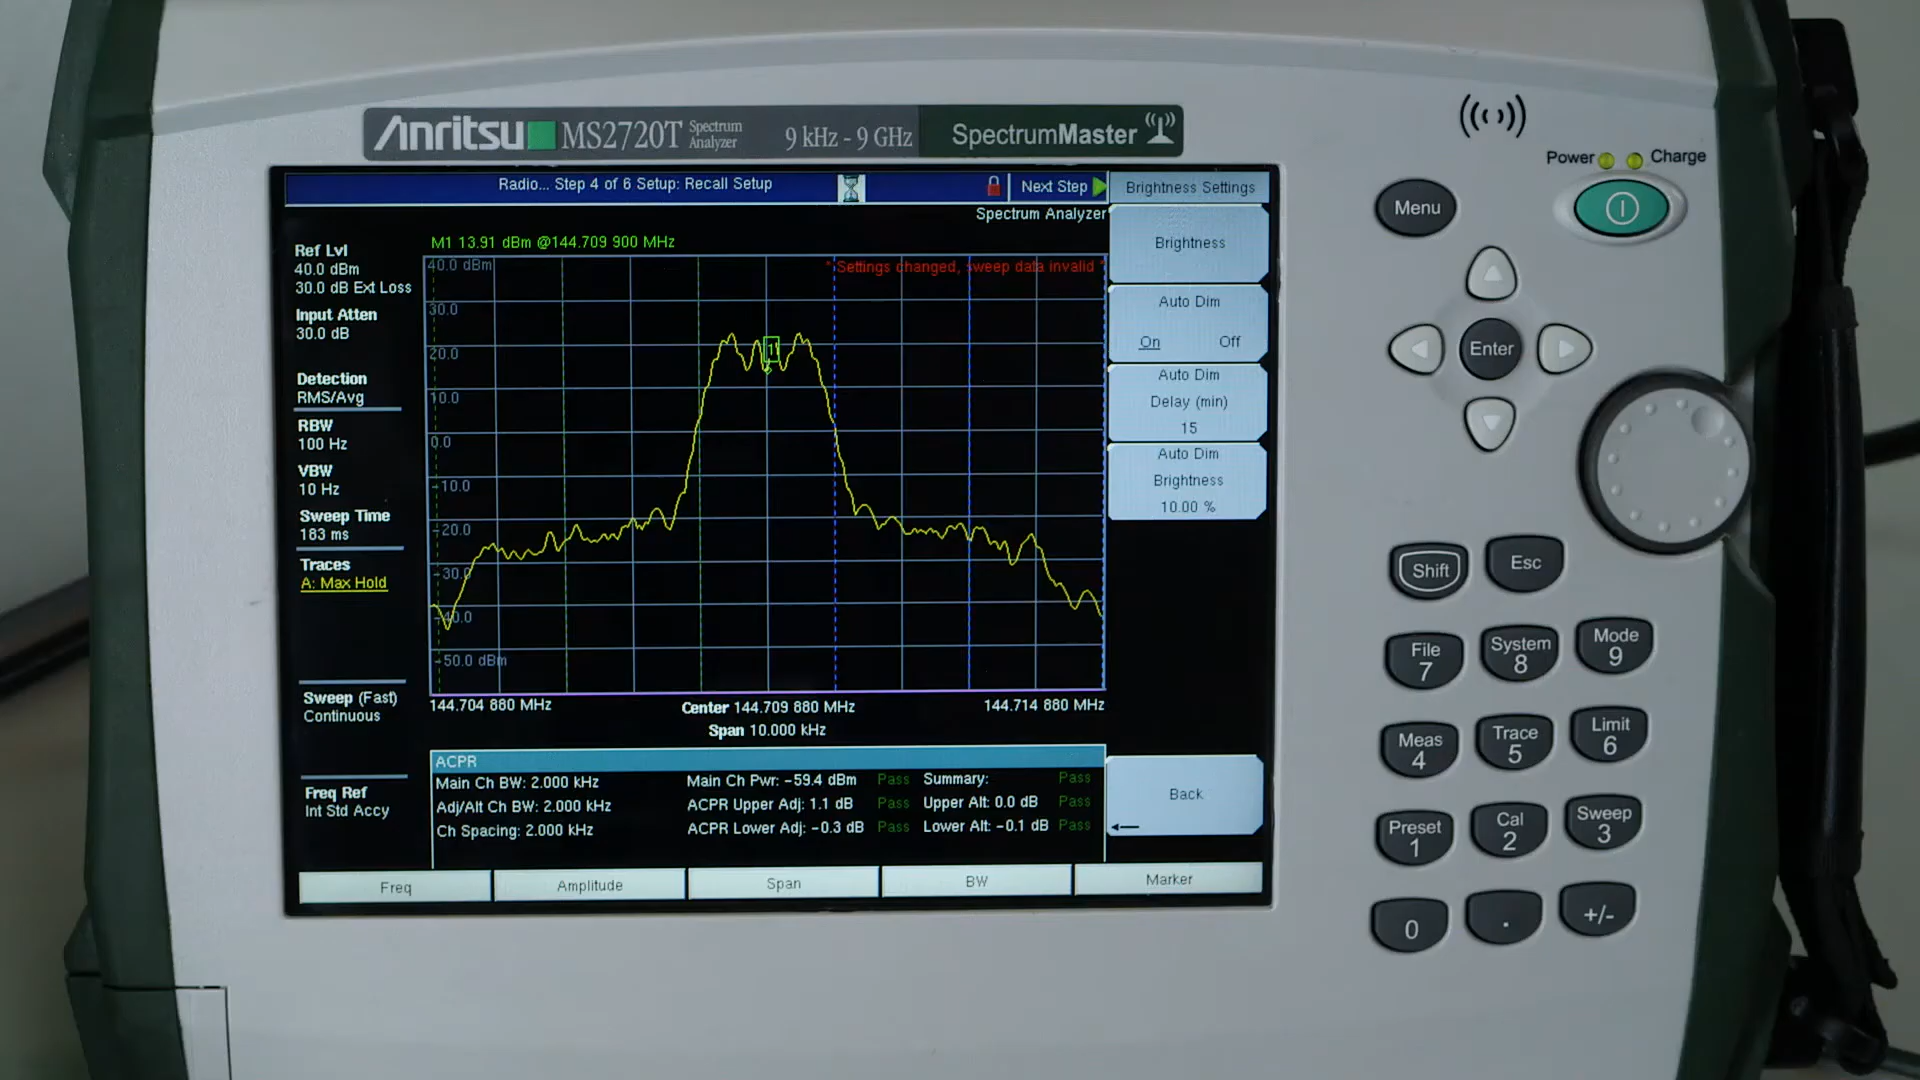 Anritsu MS2720T Spectrum Analyzer 9 kHz - 9 GHz SpectrumMaster
Power Charge
Radio... Step 4 of 6 Setup: Recall Setup Next Step
Spectrum Analyzer
M1 13.91 dBm @144.709 900 MHz
* Settings changed, sweep data invalid *
Ref Lvl
40.0 dBm
30.0 dB Ext Loss
Input Atten
30.0 dB
Detection
RMS/Avg
RBW
100 Hz
VBW
10 Hz
Sweep Time
183 ms
Traces
A: Max Hold
Sweep (Fast)
Continuous
Freq Ref
Int Std Accy
40.0 dBm
30.0
20.0
10.0
0.0
-10.0
-20.0
-30.0
-40.0
-50.0 dBm
1
144.704 880 MHz
Center 144.709 880 MHz
144.714 880 MHz
Span 10.000 kHz
ACPR
Main Ch BW: 2.000 kHz Main Ch Pwr: -59.4 dBm Pass Summary: Pass
Adj/Alt Ch BW: 2.000 kHz ACPR Upper Adj: 1.1 dB Pass Upper Alt: 0.0 dB Pass
Ch Spacing: 2.000 kHz ACPR Lower Adj: -0.3 dB Pass Lower Alt: -0.1 dB Pass
Brightness Settings
Brightness
Auto Dim
On Off
Auto Dim
Delay (min)
15
Auto Dim
Brightness
10.00 %
Back
Freq Amplitude Span BW Marker
Menu
Enter
Shift Esc
File 7
System 8
Mode 9
Meas 4
Trace 5
Limit 6
Preset 1
Cal 2
Sweep 3
0 . +/-